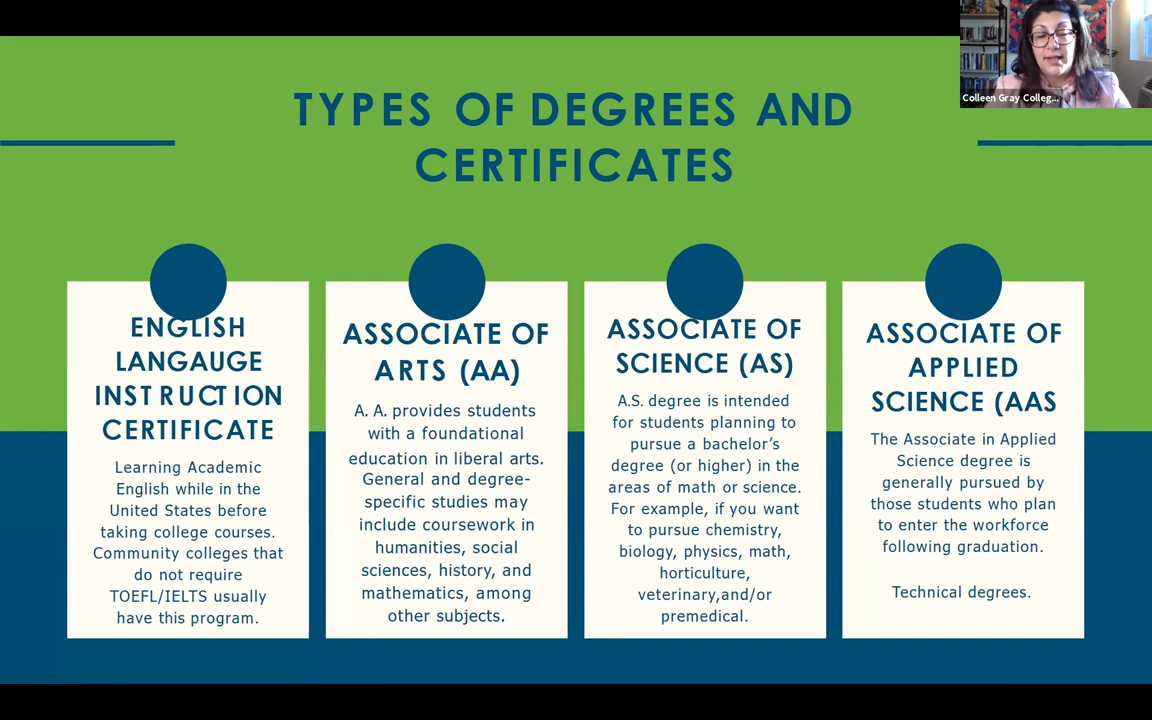 Colleen Gray Colleg...
TYPES OF DEGREES AND
CERTIFICATES
ENGLISH
LANGAUGE
INSTRUCTION
CERTIFICATE
Learning Academic
English while in the
United States before
taking college courses.
Community colleges that
do not require
TOEFL/IELTS usually
have this program.
ASSOCIATE OF
ARTS (AA)
A. A. provides students
with a foundational
education in liberal arts.
General and degree-
specific studies may
include coursework in
humanities, social
sciences, history, and
mathematics, among
other subjects.
ASSOCIATE OF
SCIENCE (AS)
A.S. degree is intended
for students planning to
pursue a bachelor's
degree (or higher) in the
areas of math or science.
For example, if you want
to pursue chemistry,
biology, physics, math,
horticulture,
veterinary,and/or
premedical.
ASSOCIATE OF
APPLIED
SCIENCE (AAS
The Associate in Applied
Science degree is
generally pursued by
those students who plan
to enter the workforce
following graduation.
Technical degrees.